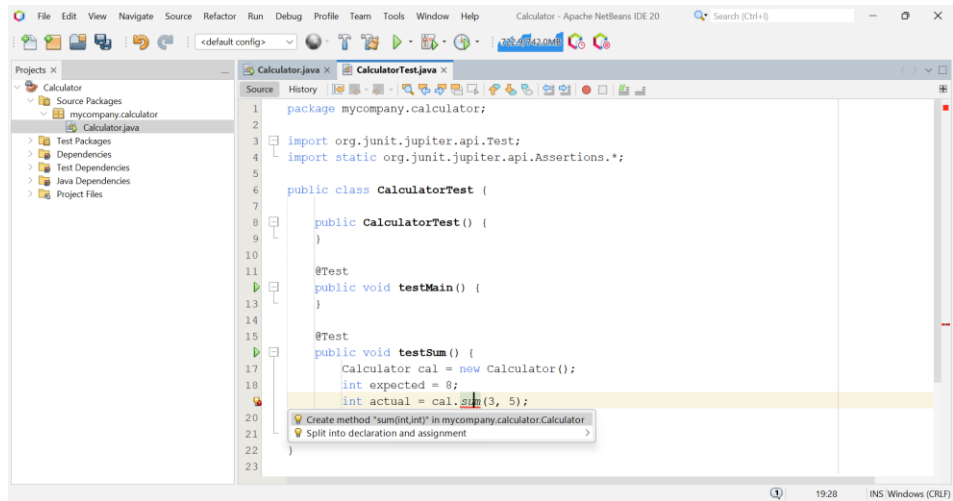 File Edit View Navigate Source Refactor Run Debug Profile Team Tools Window Help Calculator - Apache NetBeans IDE 20 Search (Ctrl+I)
<default config> 722.9/742.0MB
Projects
Calculator
Source Packages
mycompany.calculator
Calculator.java
Test Packages
Dependencies
Test Dependencies
Java Dependencies
Project Files
Calculator.java CalculatorTest.java
Source History
1 package mycompany.calculator;
2
3 import org.junit.jupiter.api.Test;
4 import static org.junit.jupiter.api.Assertions.*;
5
6 public class CalculatorTest {
7
8 public CalculatorTest() {
9 }
10
11 @Test
public void testMain() {
13 }
14
15 @Test
public void testSum() {
17 Calculator cal = new Calculator();
18 int expected = 8;
int actual = cal.sum(3, 5);
20 Create method "sum(int,int)" in mycompany.calculator.Calculator
21 Split into declaration and assignment
22 }
23
1 19:28 INS Windows (CRLF)